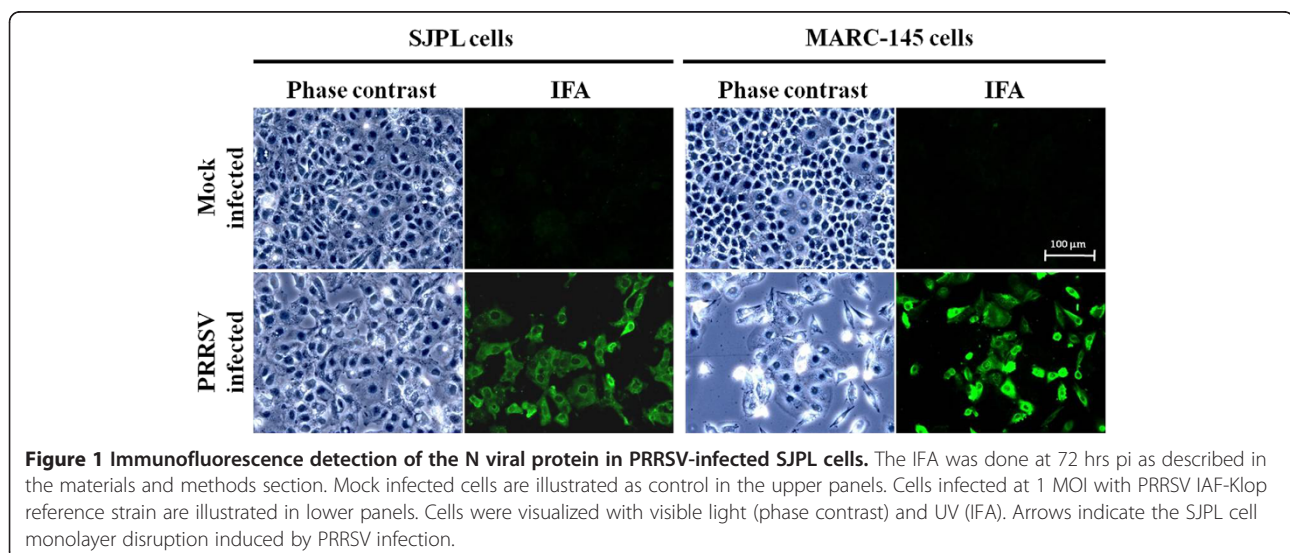 SJPL cells
MARC-145 cells
Phase contrast
IFA
Phase contrast
IFA
Mock
infected
100 µm
PRRSV
infected
Figure 1 Immunofluorescence detection of the N viral protein in PRRSV-infected SJPL cells. The IFA was done at 72 hrs pi as described in
the materials and methods section. Mock infected cells are illustrated as control in the upper panels. Cells infected at 1 MOI with PRRSV IAF-Klop
reference strain are illustrated in lower panels. Cells were visualized with visible light (phase contrast) and UV (IFA). Arrows indicate the SJPL cell
monolayer disruption induced by PRRSV infection.